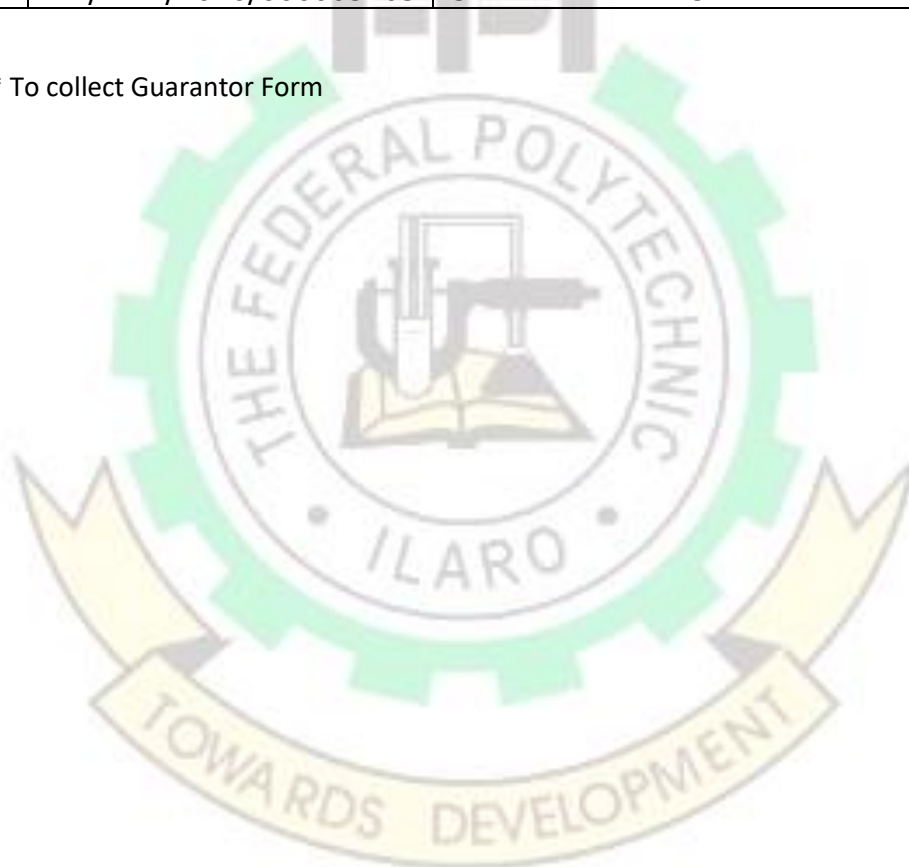 * To collect Guarantor Form
THE FEDERAL POLYTECHNIC
• ILARO •
TOWARDS DEVELOPMENT